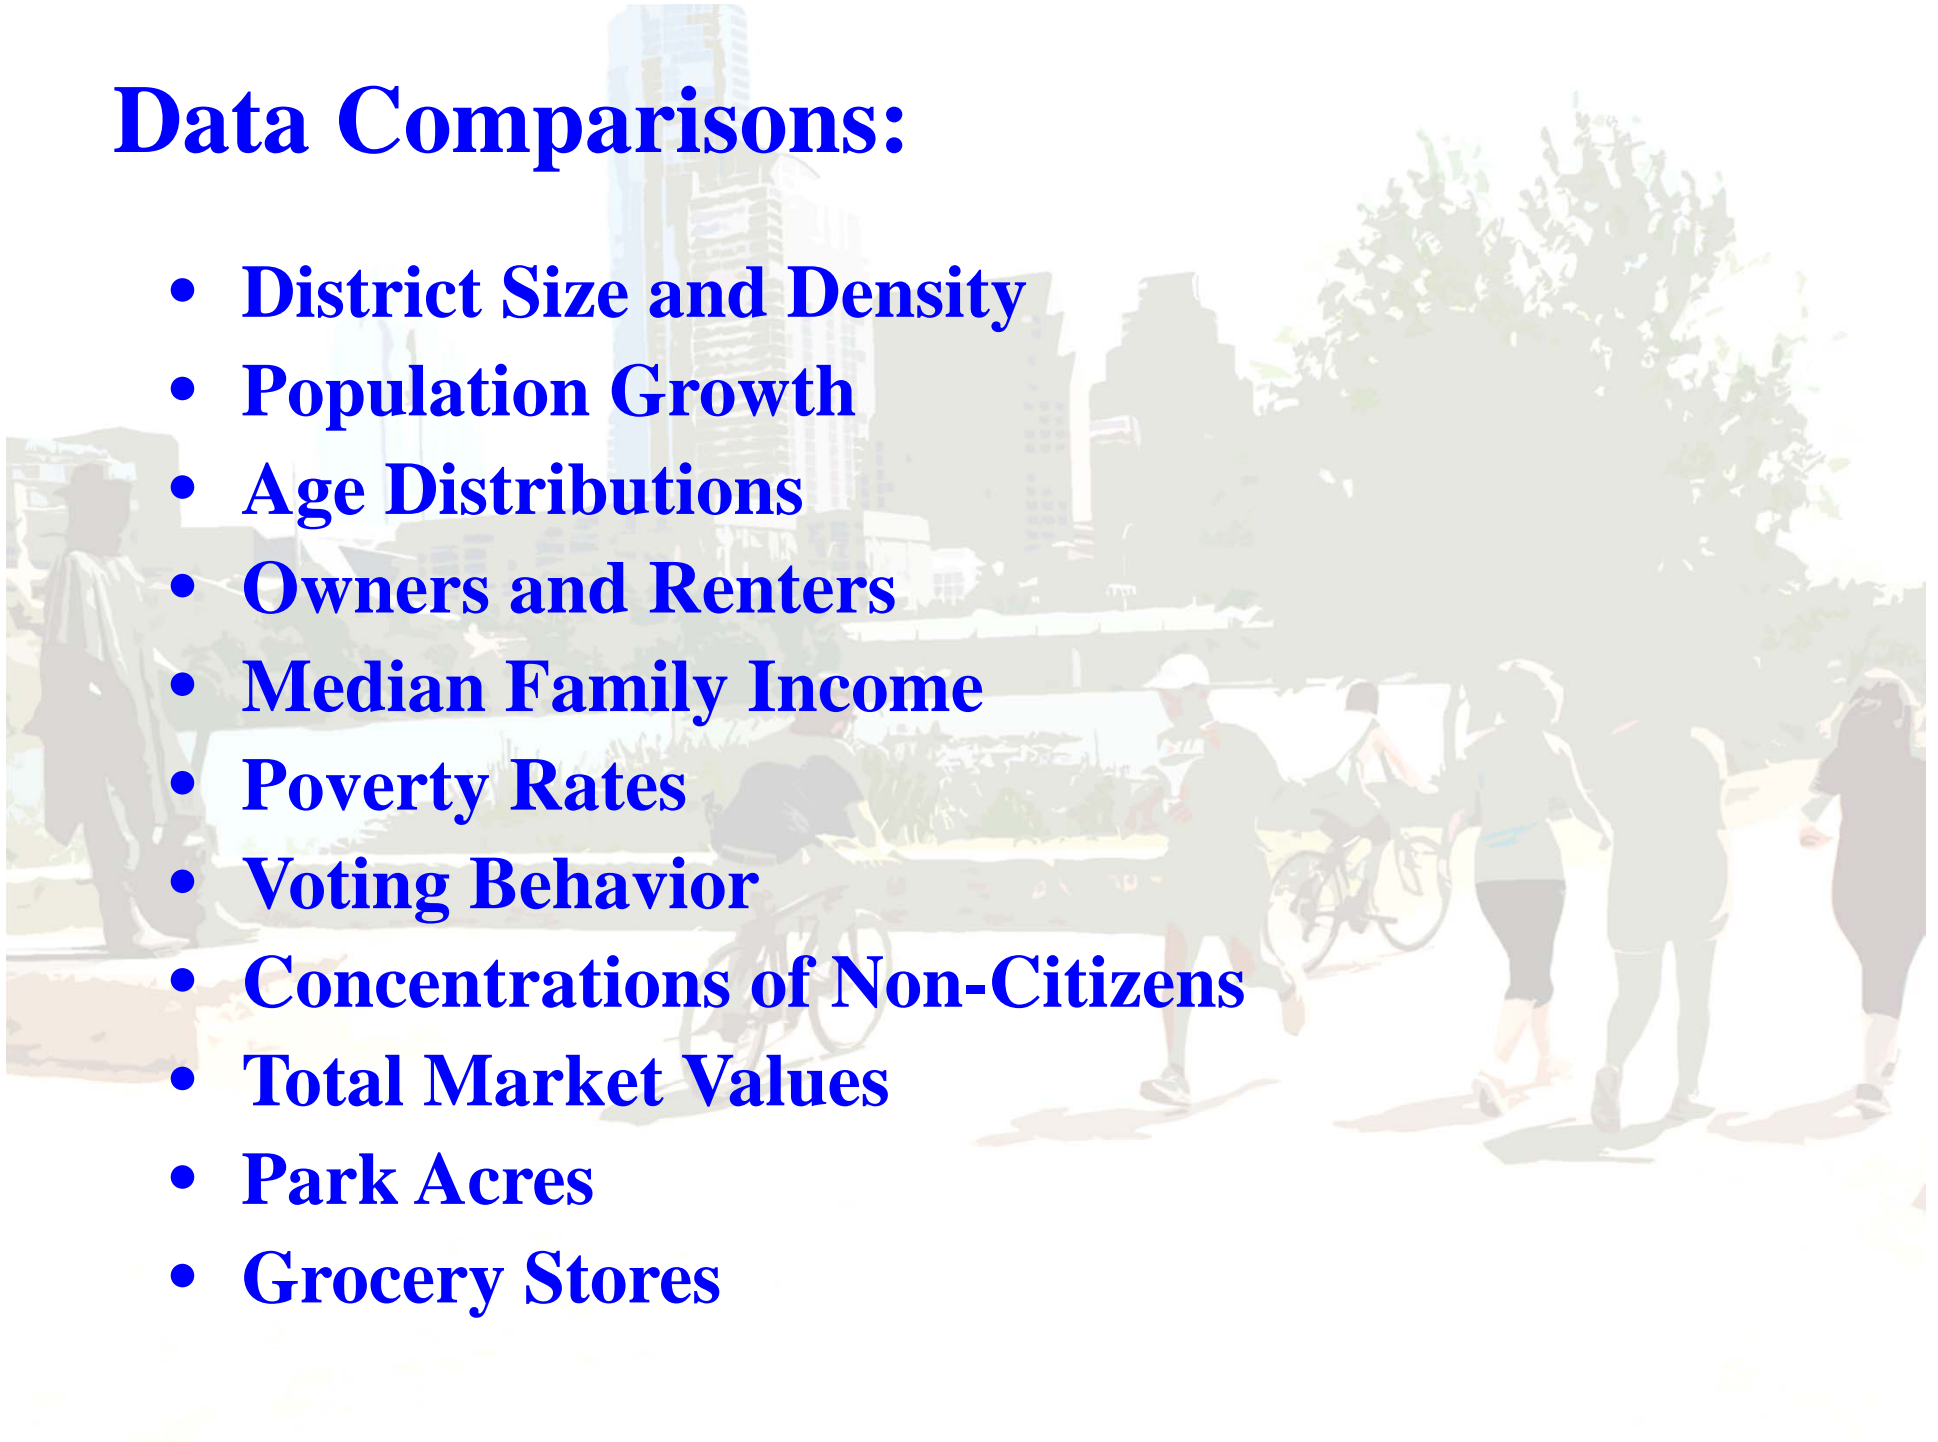 Data Comparisons:
• District Size and Density
• Population Growth
• Age Distributions
• Owners and Renters
• Median Family Income
• Poverty Rates
• Voting Behavior
• Concentrations of Non-Citizens
• Total Market Values
• Park Acres
• Grocery Stores